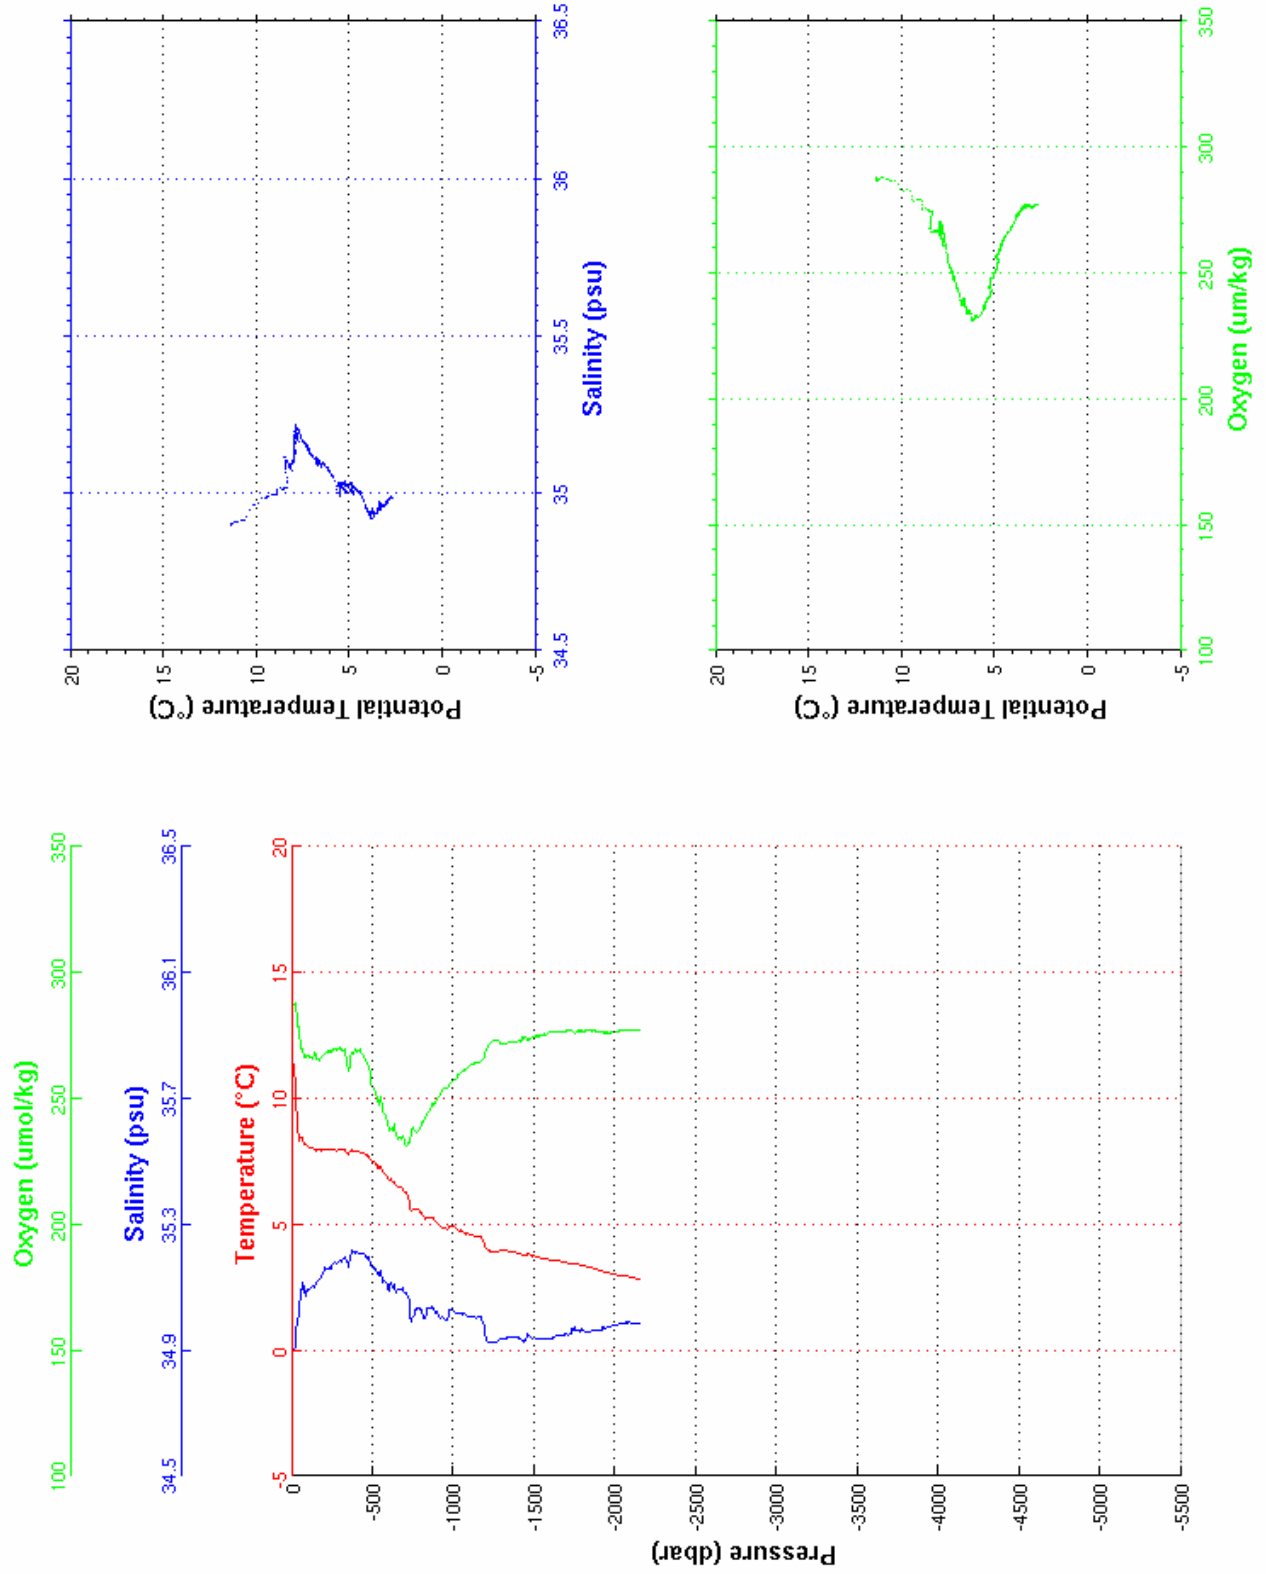 Oxygen (umol/kg)
100 150 200 250 300 350
Salinity (psu)
34.5 34.9 35.3 35.7 36.1 36.5
Temperature (°C)
-5 0 5 10 15 20
Pressure (dbar)
0
-500
-1000
-1500
-2000
-2500
-3000
-3500
-4000
-4500
-5000
-5500
Potential Temperature (°C)
20
15
10
5
0
-5
34.5 35 35.5 36 36.5
Salinity (psu)
Potential Temperature (°C)
20
15
10
5
0
-5
100 150 200 250 300 350
Oxygen (um/kg)